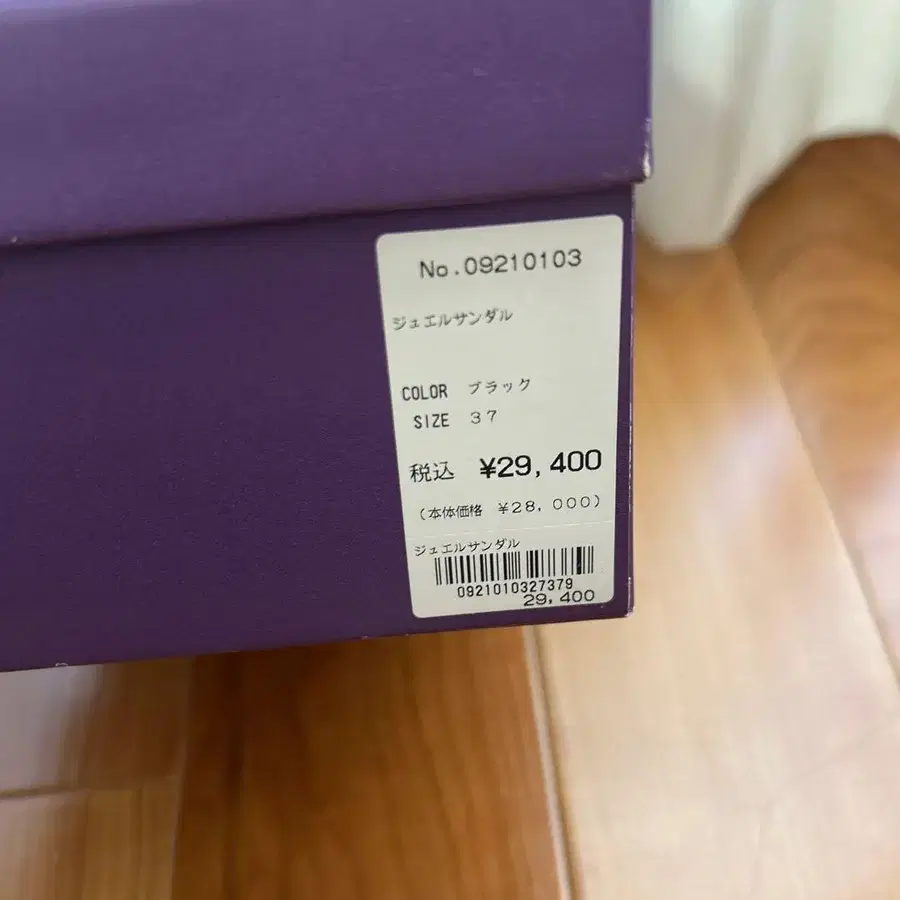 No.09210103
ジュエルサンダル
COLOR ブラック
SIZE 37
税込 ¥29,400
(本体価格 ¥28,000)
ジュエルサンダル
0921010327379
29,400